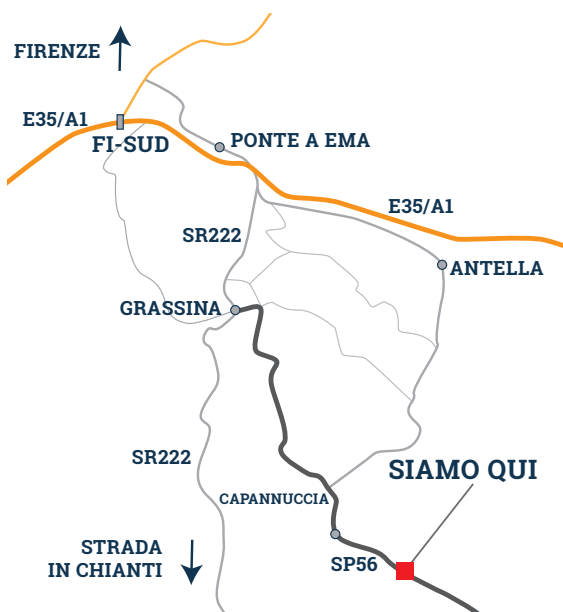 FIRENZE
E35/A1
FI-SUD
PONTE A EMA
E35/A1
SR222
ANTELLA
GRASSINA
SR222
SIAMO QUI
CAPANNUCCIA
STRADA
IN CHIANTI
SP56